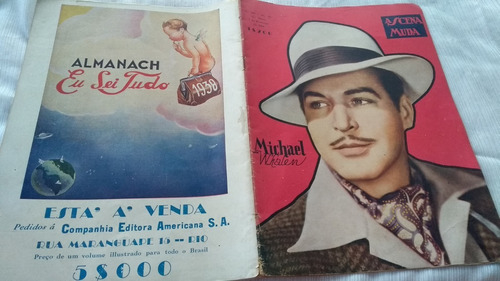 ALMANACH
Eu Sei Tudo
1938
ESTA' A' VENDA
Pedidos á Companhia Editora Americana S. A.
RUA MARANGUAPE 15 -- RIO
Preço de um volume illustrado para todo o Brasil
5$000
A SCENA
MUDA
Michael
Whalen